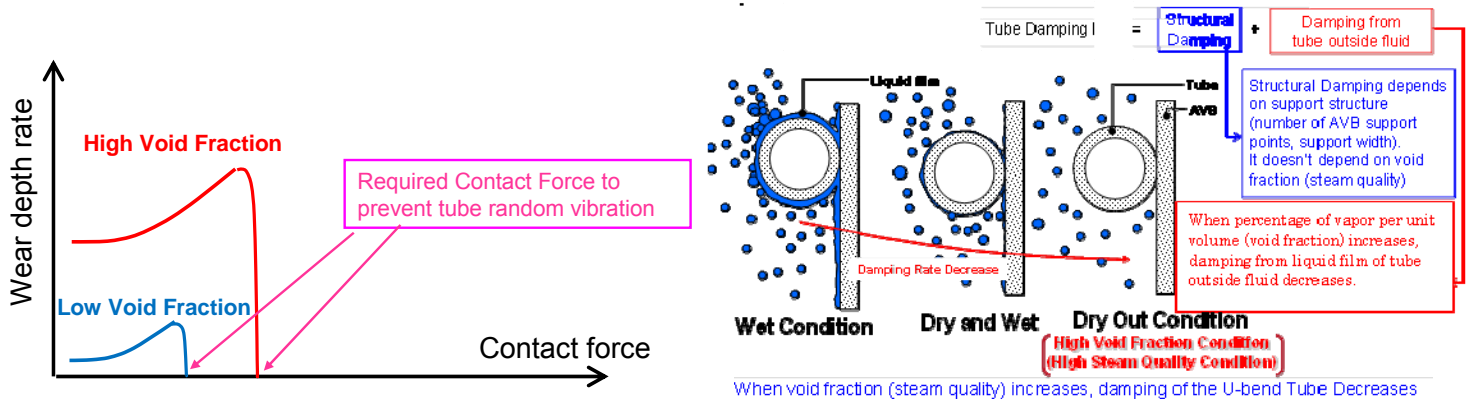 Wear depth rate
High Void Fraction
Low Void Fraction
Required Contact Force to
prevent tube random vibration
Contact force
Tube Damping
=
Structural
Damping
+
Damping from
tube outside fluid
Liquid film
Tube
AVB
Structural Damping depends
on support structure
(number of AVB support
points, support width).
It doesn't depend on void
fraction (steam quality)
When percentage of vapor per unit
volume (void fraction) increases,
damping from liquid film of tube
outside fluid decreases.
Damping Rate Decrease
Wet Condition
Dry and Wet
Dry Out Condition
(High Void Fraction Condition
(High Steam Quality Condition)
When void fraction (steam quality) increases, damping of the U-bend Tube Decreases